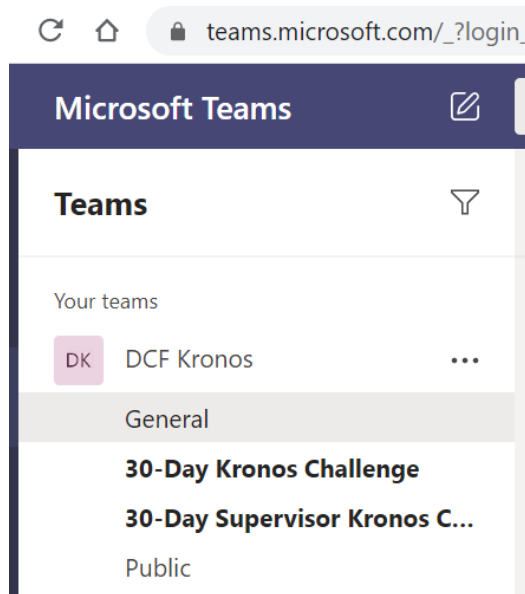 teams.microsoft.com/_?login_
Microsoft Teams
Teams
Your teams
DK DCF Kronos ...
General
30-Day Kronos Challenge
30-Day Supervisor Kronos C...
Public